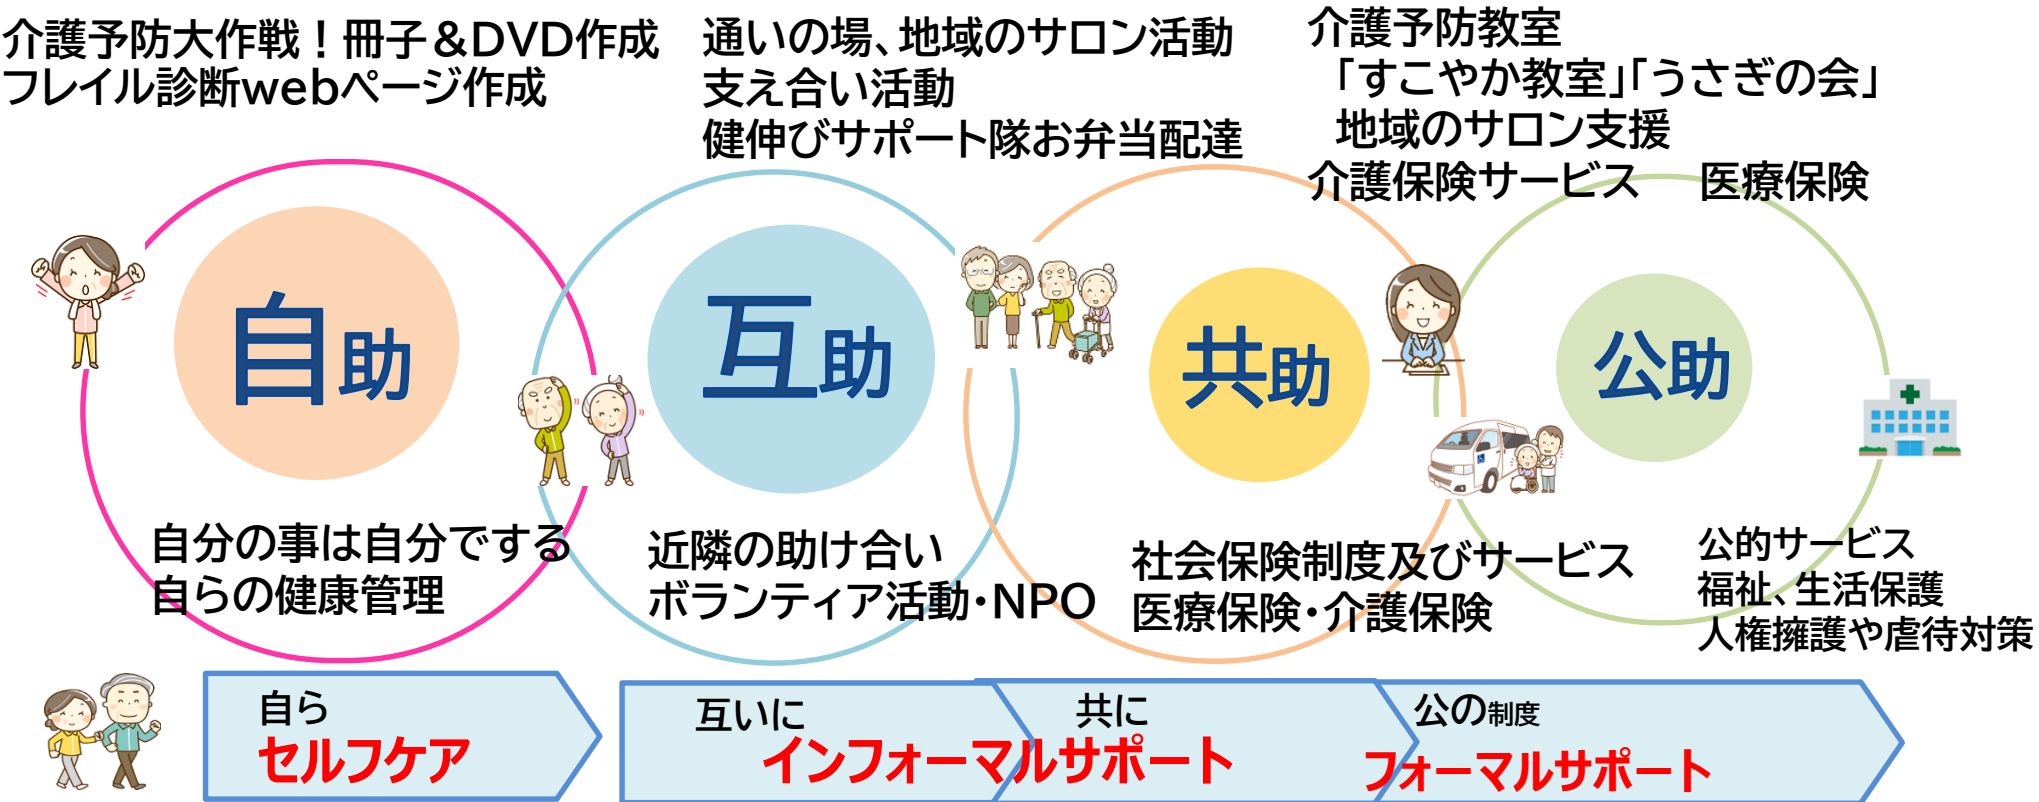 介護予防大作戦!冊子&DVD作成
フレイル診断webページ作成
通いの場、地域のサロン活動
支え合い活動
健伸びサポート隊お弁当配達
介護予防教室
「すこやか教室」「うさぎの会」
地域のサロン支援
介護保険サービス　医療保険
自助
互助
共助
公助
自分の事は自分でする
自らの健康管理
近隣の助け合い
ボランティア活動・NPO
社会保険制度及びサービス
医療保険・介護保険
公的サービス
福祉、生活保護
人権擁護や虐待対策
自ら
セルフケア
互いに
共に
インフォーマルサポート
公の制度
フォーマルサポート